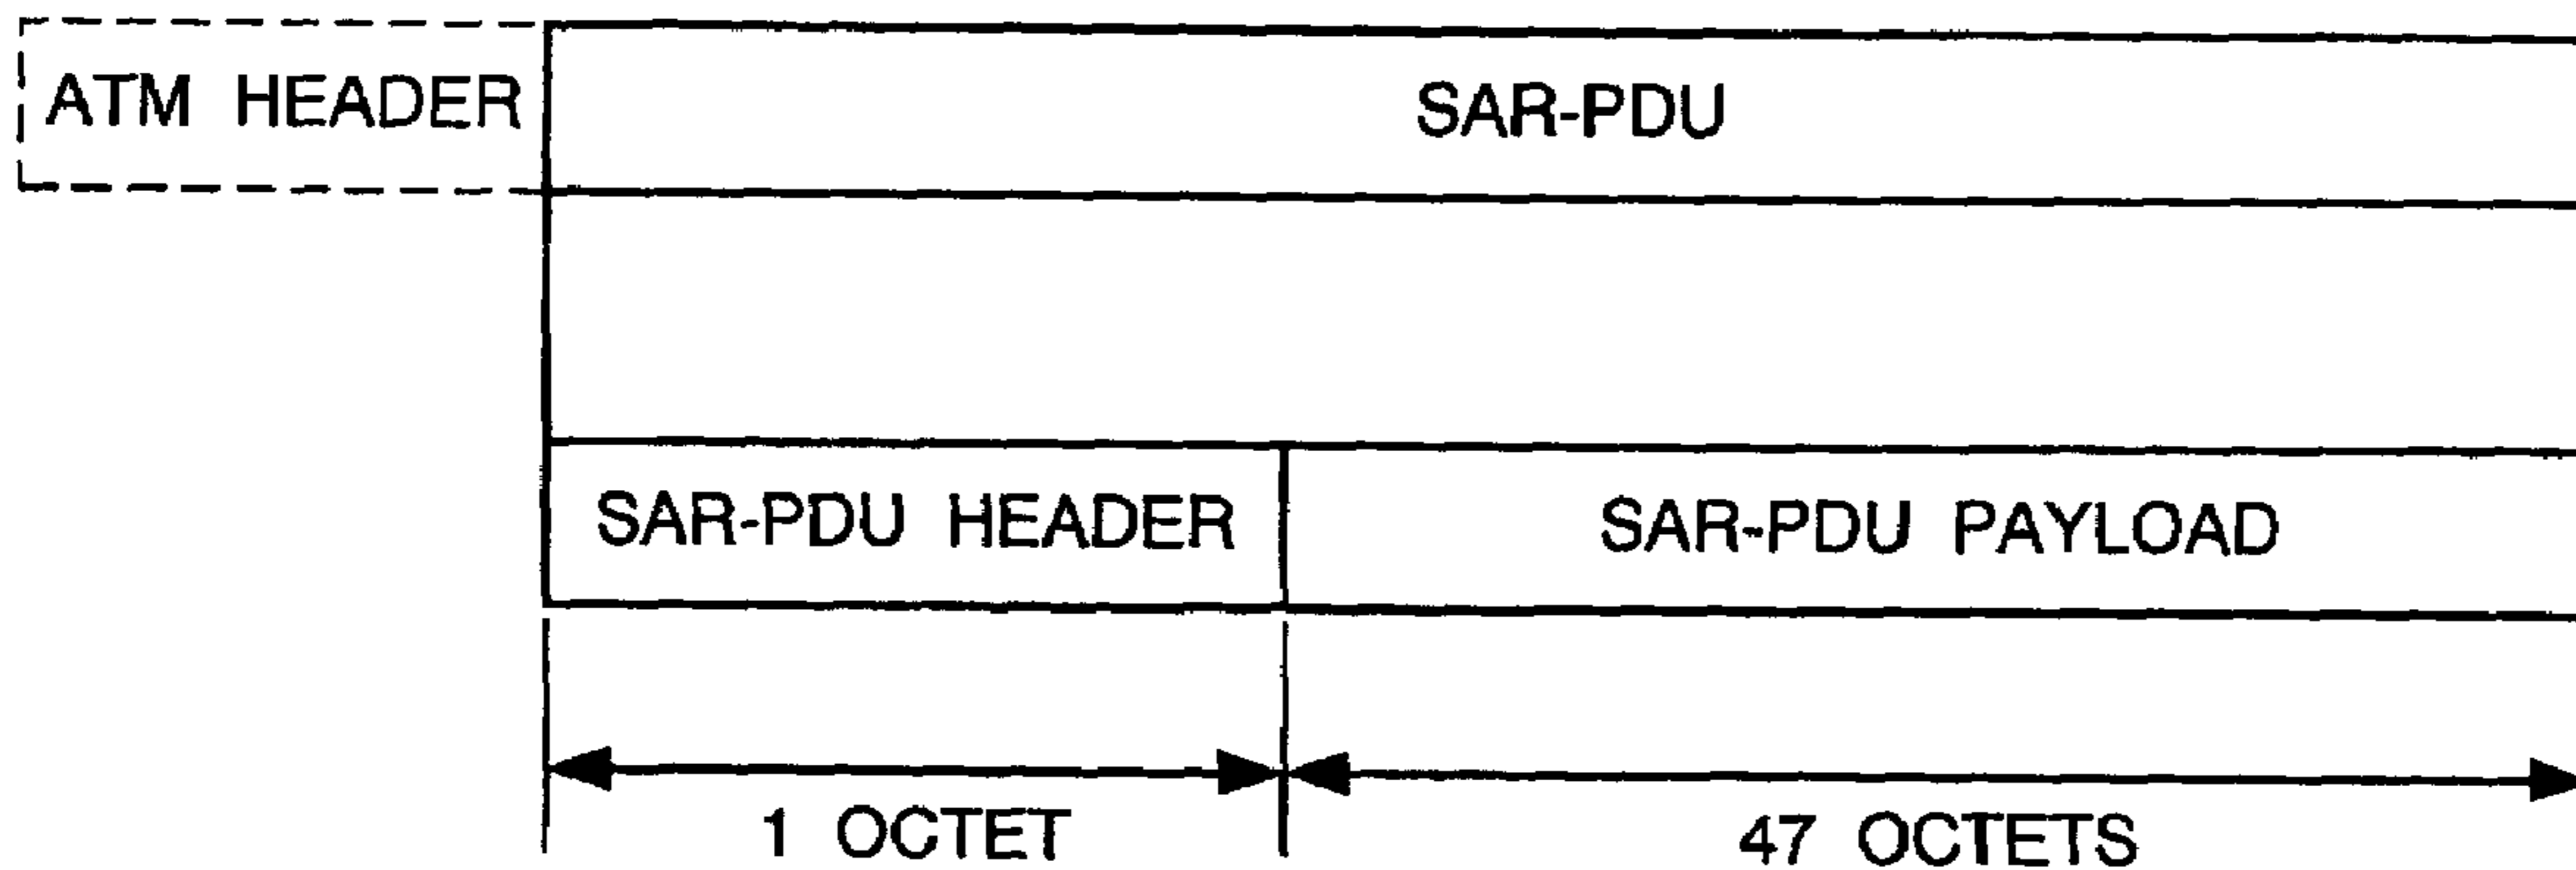 ATM HEADER
SAR-PDU
SAR-PDU HEADER
SAR-PDU PAYLOAD
1 OCTET
47 OCTETS